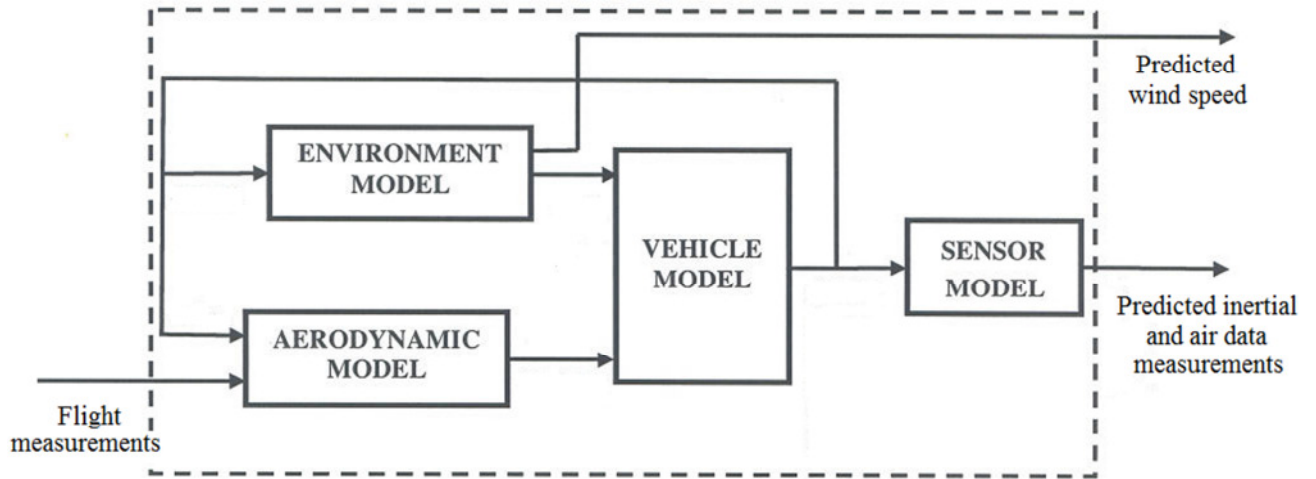 Predicted
wind speed
ENVIRONMENT
MODEL
VEHICLE
MODEL
SENSOR
MODEL
AERODYNAMIC
MODEL
Predicted inertial
and air data
measurements
Flight
measurements